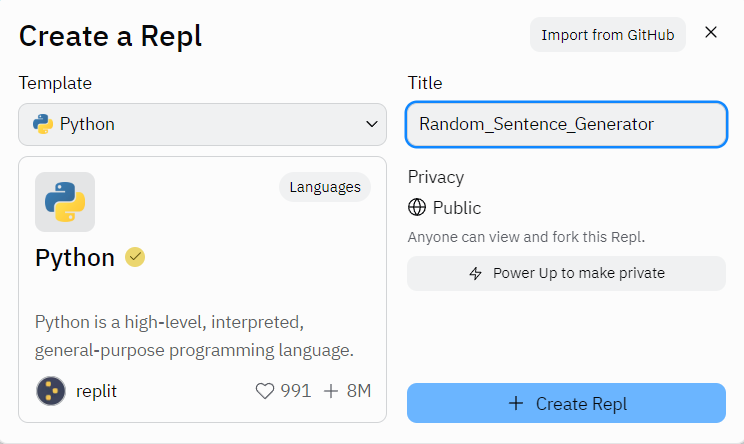 Create a Repl
Import from GitHub
Template
Python
Languages
Python
Python is a high-level, interpreted,
general-purpose programming language.
replit
991
8M
Title
Random_Sentence_Generator
Privacy
Public
Anyone can view and fork this Repl.
Power Up to make private
+ Create Repl